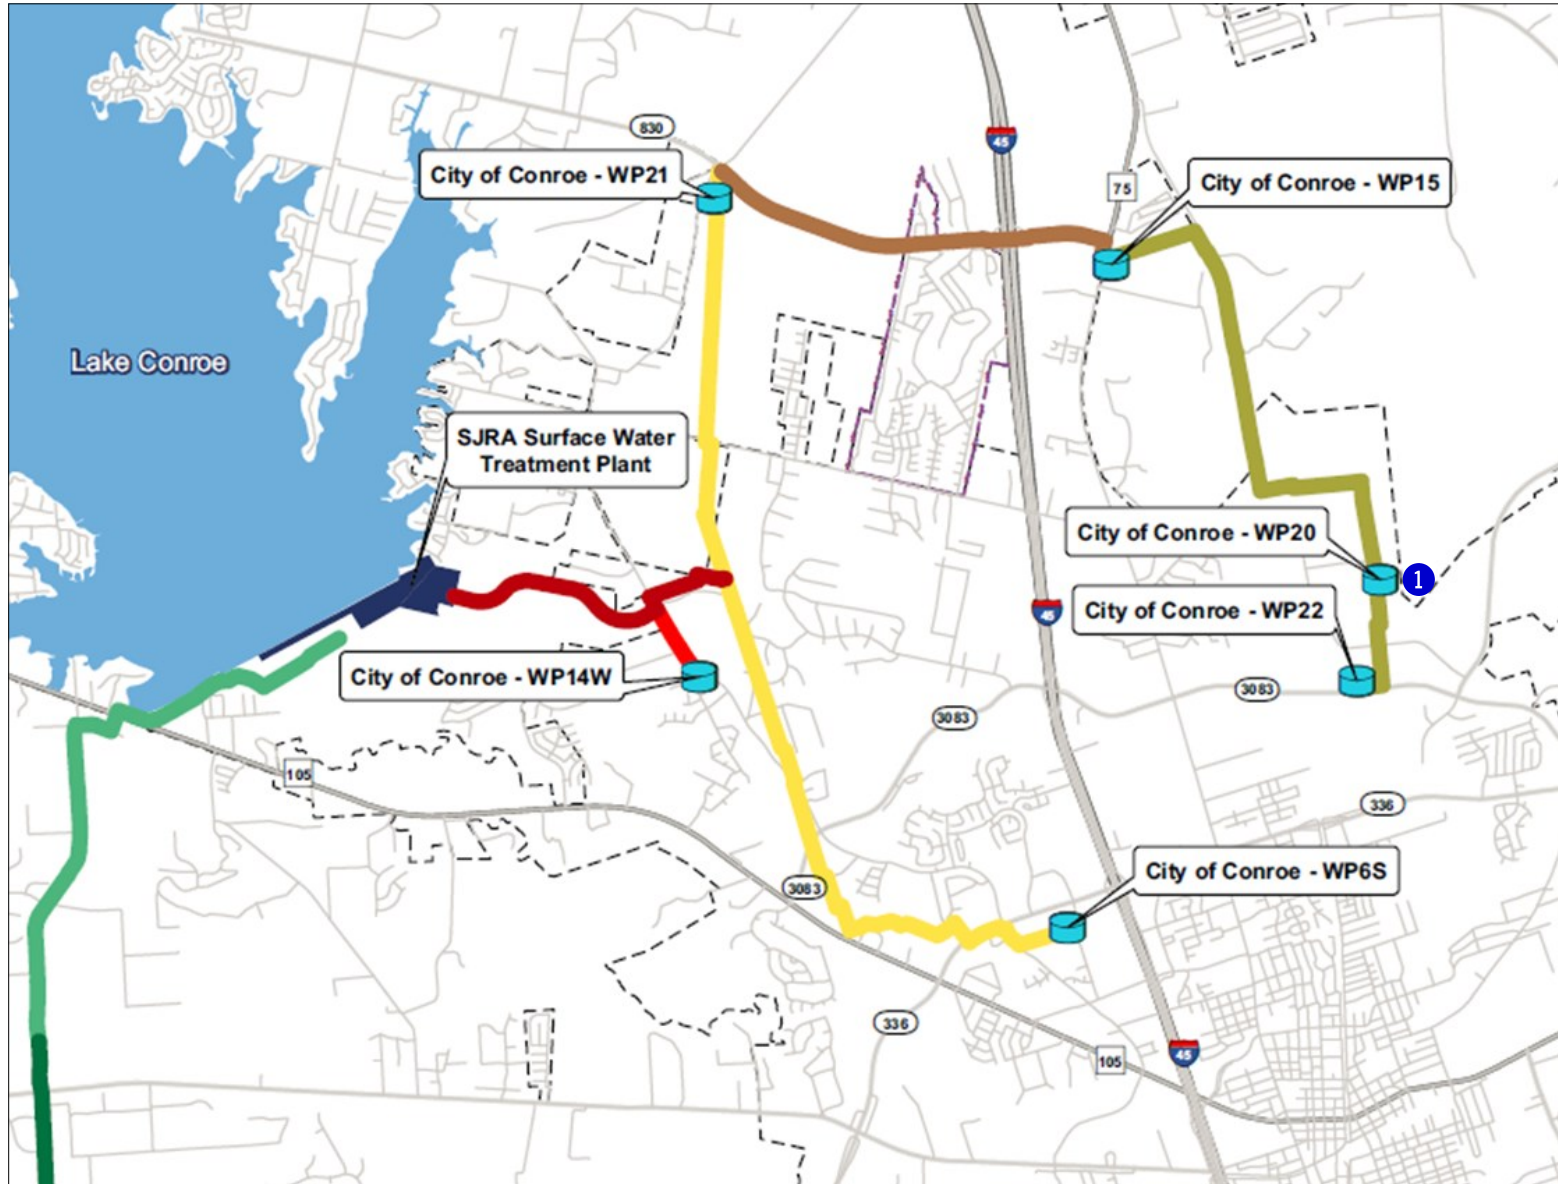 830
45
City of Conroe - WP21
75
City of Conroe - WP15
Lake Conroe
SJRA Surface Water
Treatment Plant
City of Conroe - WP20
1
City of Conroe - WP22
45
City of Conroe - WP14W
3083
3083
105
336
City of Conroe - WP6S
3083
336
105
45